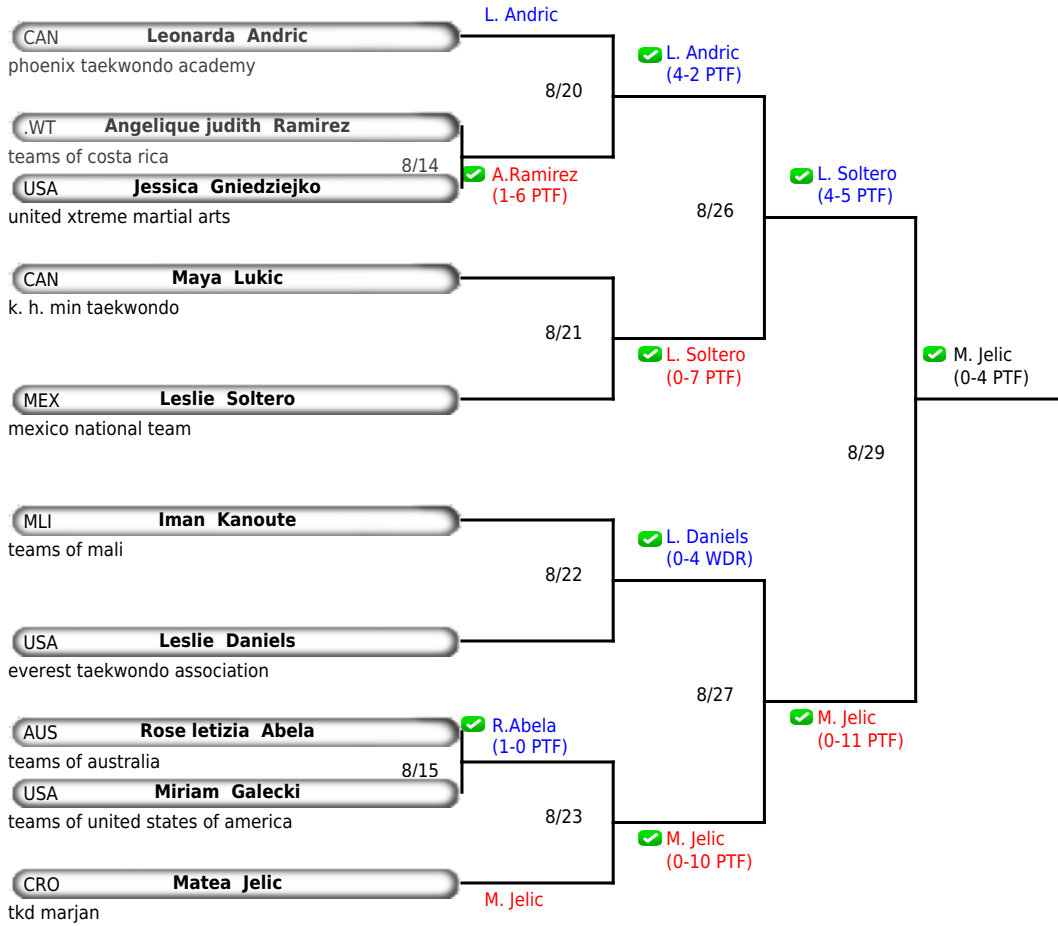 L. Andric
CAN Leonarda Andric
phoenix taekwondo academy
L. Andric
(4-2 PTF)
8/20
.WT Angelique judith Ramirez
teams of costa rica
8/14
A.Ramirez
(1-6 PTF)
USA Jessica Gniedziejko
united xtreme martial arts
L. Soltero
(4-5 PTF)
8/26
CAN Maya Lukic
k. h. min taekwondo
8/21
L. Soltero
(0-7 PTF)
M. Jelic
(0-4 PTF)
MEX Leslie Soltero
mexico national team
8/29
MLI Iman Kanoute
teams of mali
L. Daniels
(0-4 WDR)
8/22
USA Leslie Daniels
everest taekwondo association
8/27
M. Jelic
(0-11 PTF)
AUS Rose letizia Abela
teams of australia
R.Abela
(1-0 PTF)
8/15
USA Miriam Galecki
teams of united states of america
8/23
M. Jelic
(0-10 PTF)
CRO Matea Jelic
tkd marjan
M. Jelic